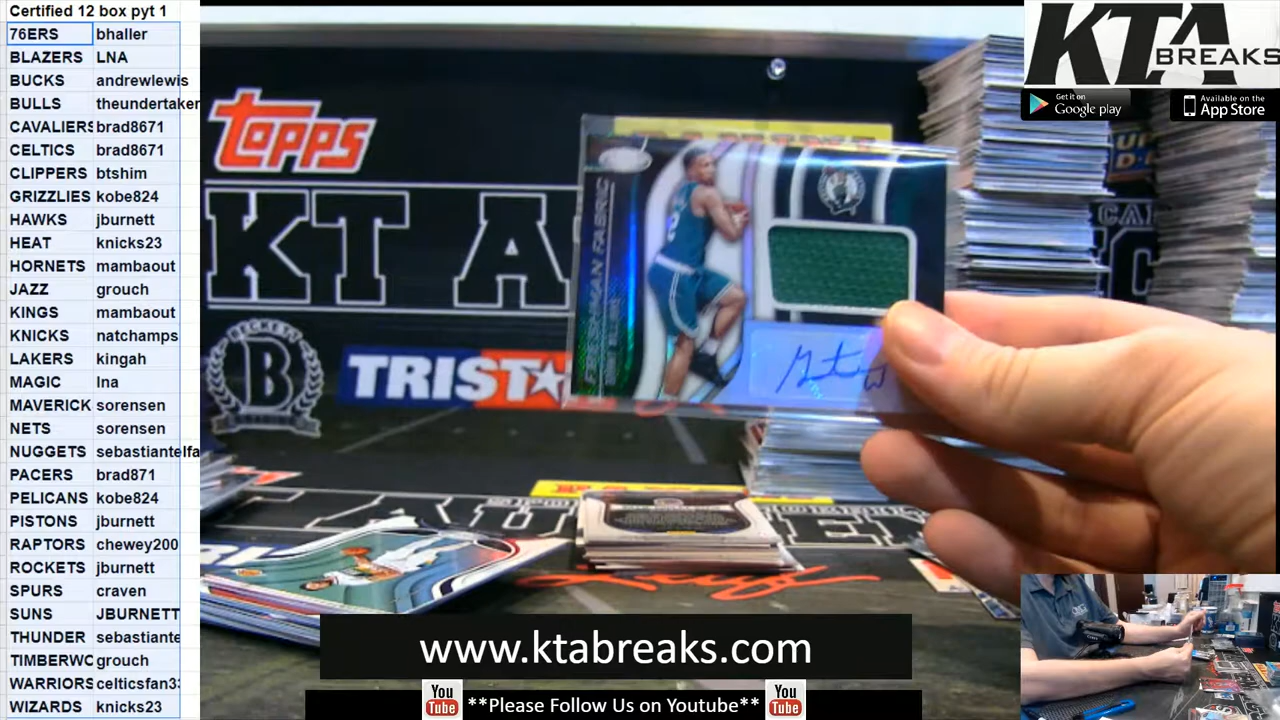 Certified 12 box pyt 1
76ERS bhaller
BLAZERS LNA
BUCKS andrewlewis
BULLS theundertaker
CAVALIERS brad8671
CELTICS brad8671
CLIPPERS btshim
GRIZZLIES kobe824
HAWKS jburnett
HEAT knicks23
HORNETS mambaout
JAZZ grouch
KINGS mambaout
KNICKS natchamps
LAKERS kingah
MAGIC lna
MAVERICK sorensen
NETS sorensen
NUGGETS sebastiantelfa
PACERS brad871
PELICANS kobe824
PISTONS jburnett
RAPTORS chewey200
ROCKETS jburnett
SPURS craven
SUNS JBURNETT
THUNDER sebastiante
TIMBERWO grouch
WARRIORS celticsfan33
WIZARDS knicks23
topps
KT A
BECKETT
B
TRIST★
FRESHMAN FABRIC
KTA
BREAKS
Get it on
Google play
Available on the
App Store
www.ktabreaks.com
You
Tube
**Please Follow Us on Youtube**
You
Tube